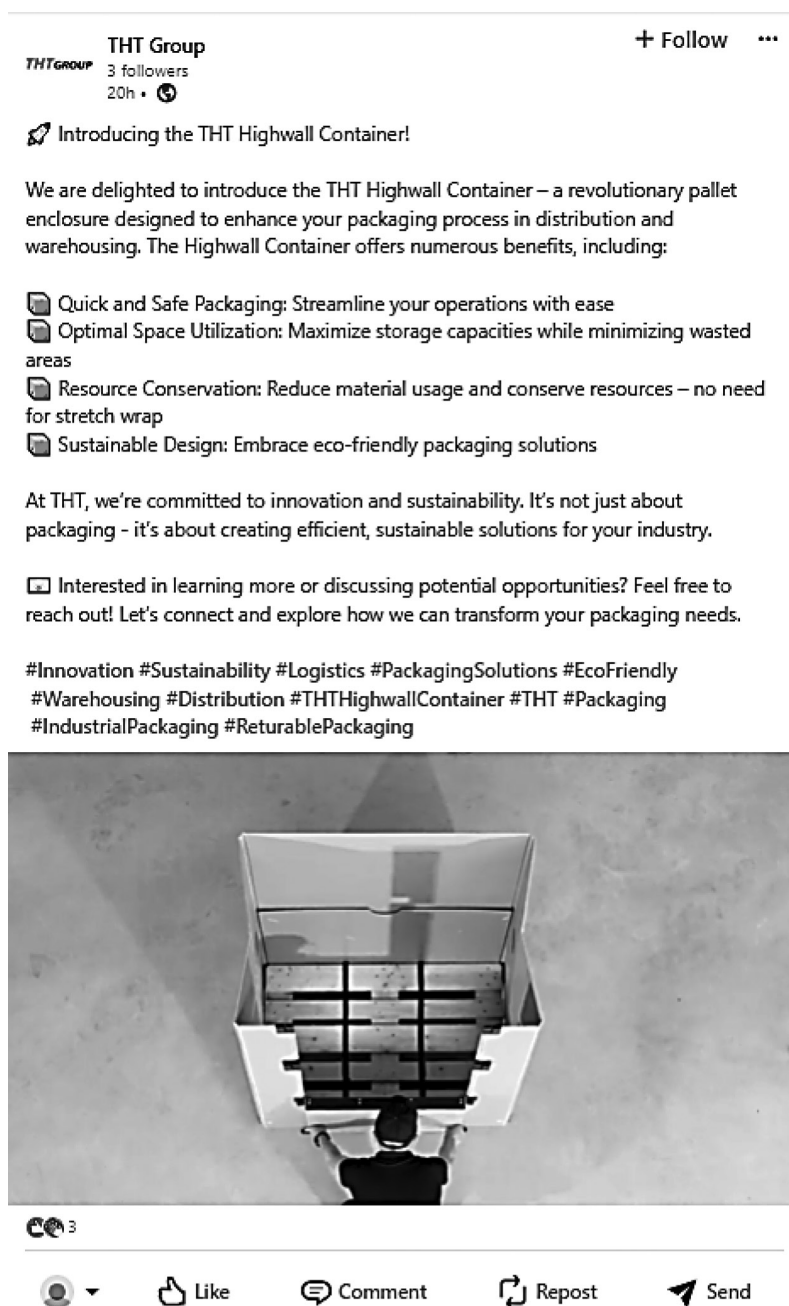 THT Group
+ Follow
THTGROUP
3 followers
20h •
Introducing the THT Highwall Container!
We are delighted to introduce the THT Highwall Container – a revolutionary pallet
enclosure designed to enhance your packaging process in distribution and
warehousing. The Highwall Container offers numerous benefits, including:
Quick and Safe Packaging: Streamline your operations with ease
Optimal Space Utilization: Maximize storage capacities while minimizing wasted
areas
Resource Conservation: Reduce material usage and conserve resources – no need
for stretch wrap
Sustainable Design: Embrace eco-friendly packaging solutions
At THT, we're committed to innovation and sustainability. It's not just about
packaging - it's about creating efficient, sustainable solutions for your industry.
Interested in learning more or discussing potential opportunities? Feel free to
reach out! Let's connect and explore how we can transform your packaging needs.
#Innovation #Sustainability #Logistics #PackagingSolutions #EcoFriendly
#Warehousing #Distribution #THTHighwallContainer #THT #Packaging
#IndustrialPackaging #ReturablePackaging
3
Like
Comment
Repost
Send